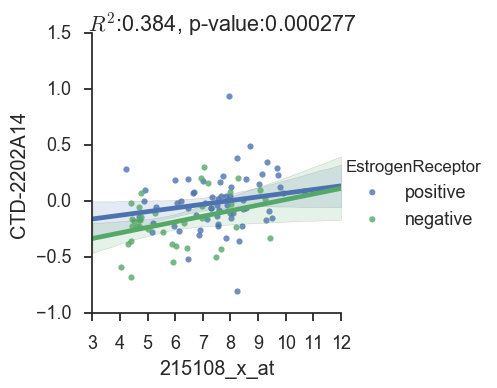 R²:0.384, p-value:0.000277
1.5
1.0
0.5
0.0
−0.5
−1.0
CTD-2202A14
3 4 5 6 7 8 9 10 11 12
215108_x_at
EstrogenReceptor
positive
negative